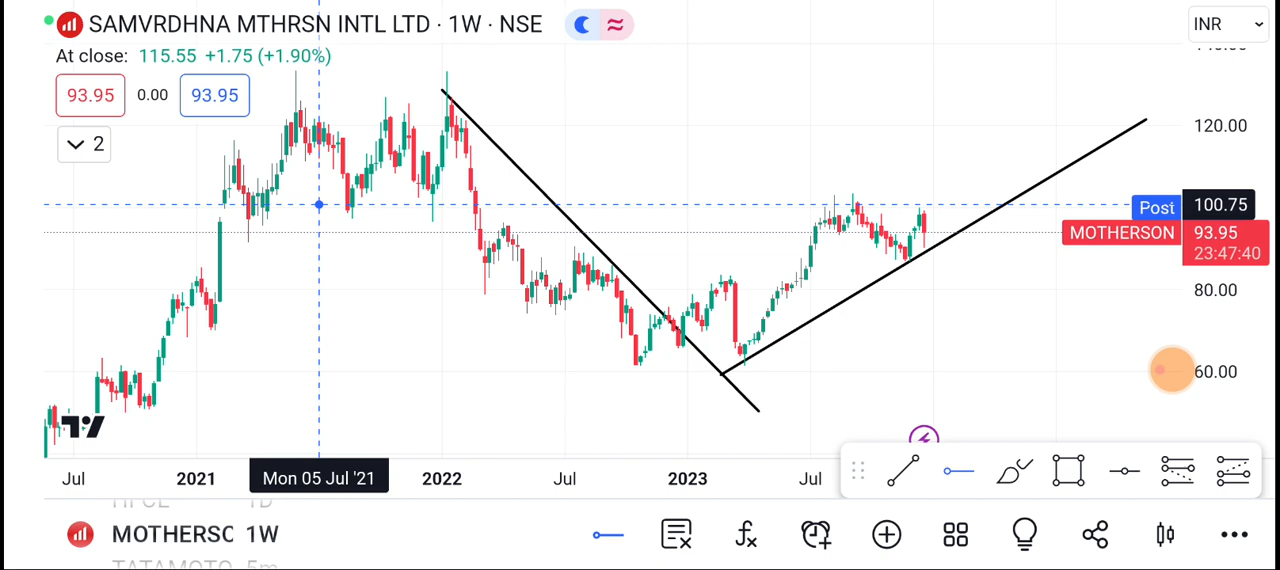 SAMVRDHNA MTHRSN INTL LTD · 1W · NSE
INR
At close: 115.55 +1.75 (+1.90%)
93.95 0.00 93.95
2
120.00
Post 100.75
MOTHERSON 93.95
23:47:40
80.00
60.00
Jul 2021 Mon 05 Jul '21 2022 Jul 2023 Jul
MOTHERSC 1W